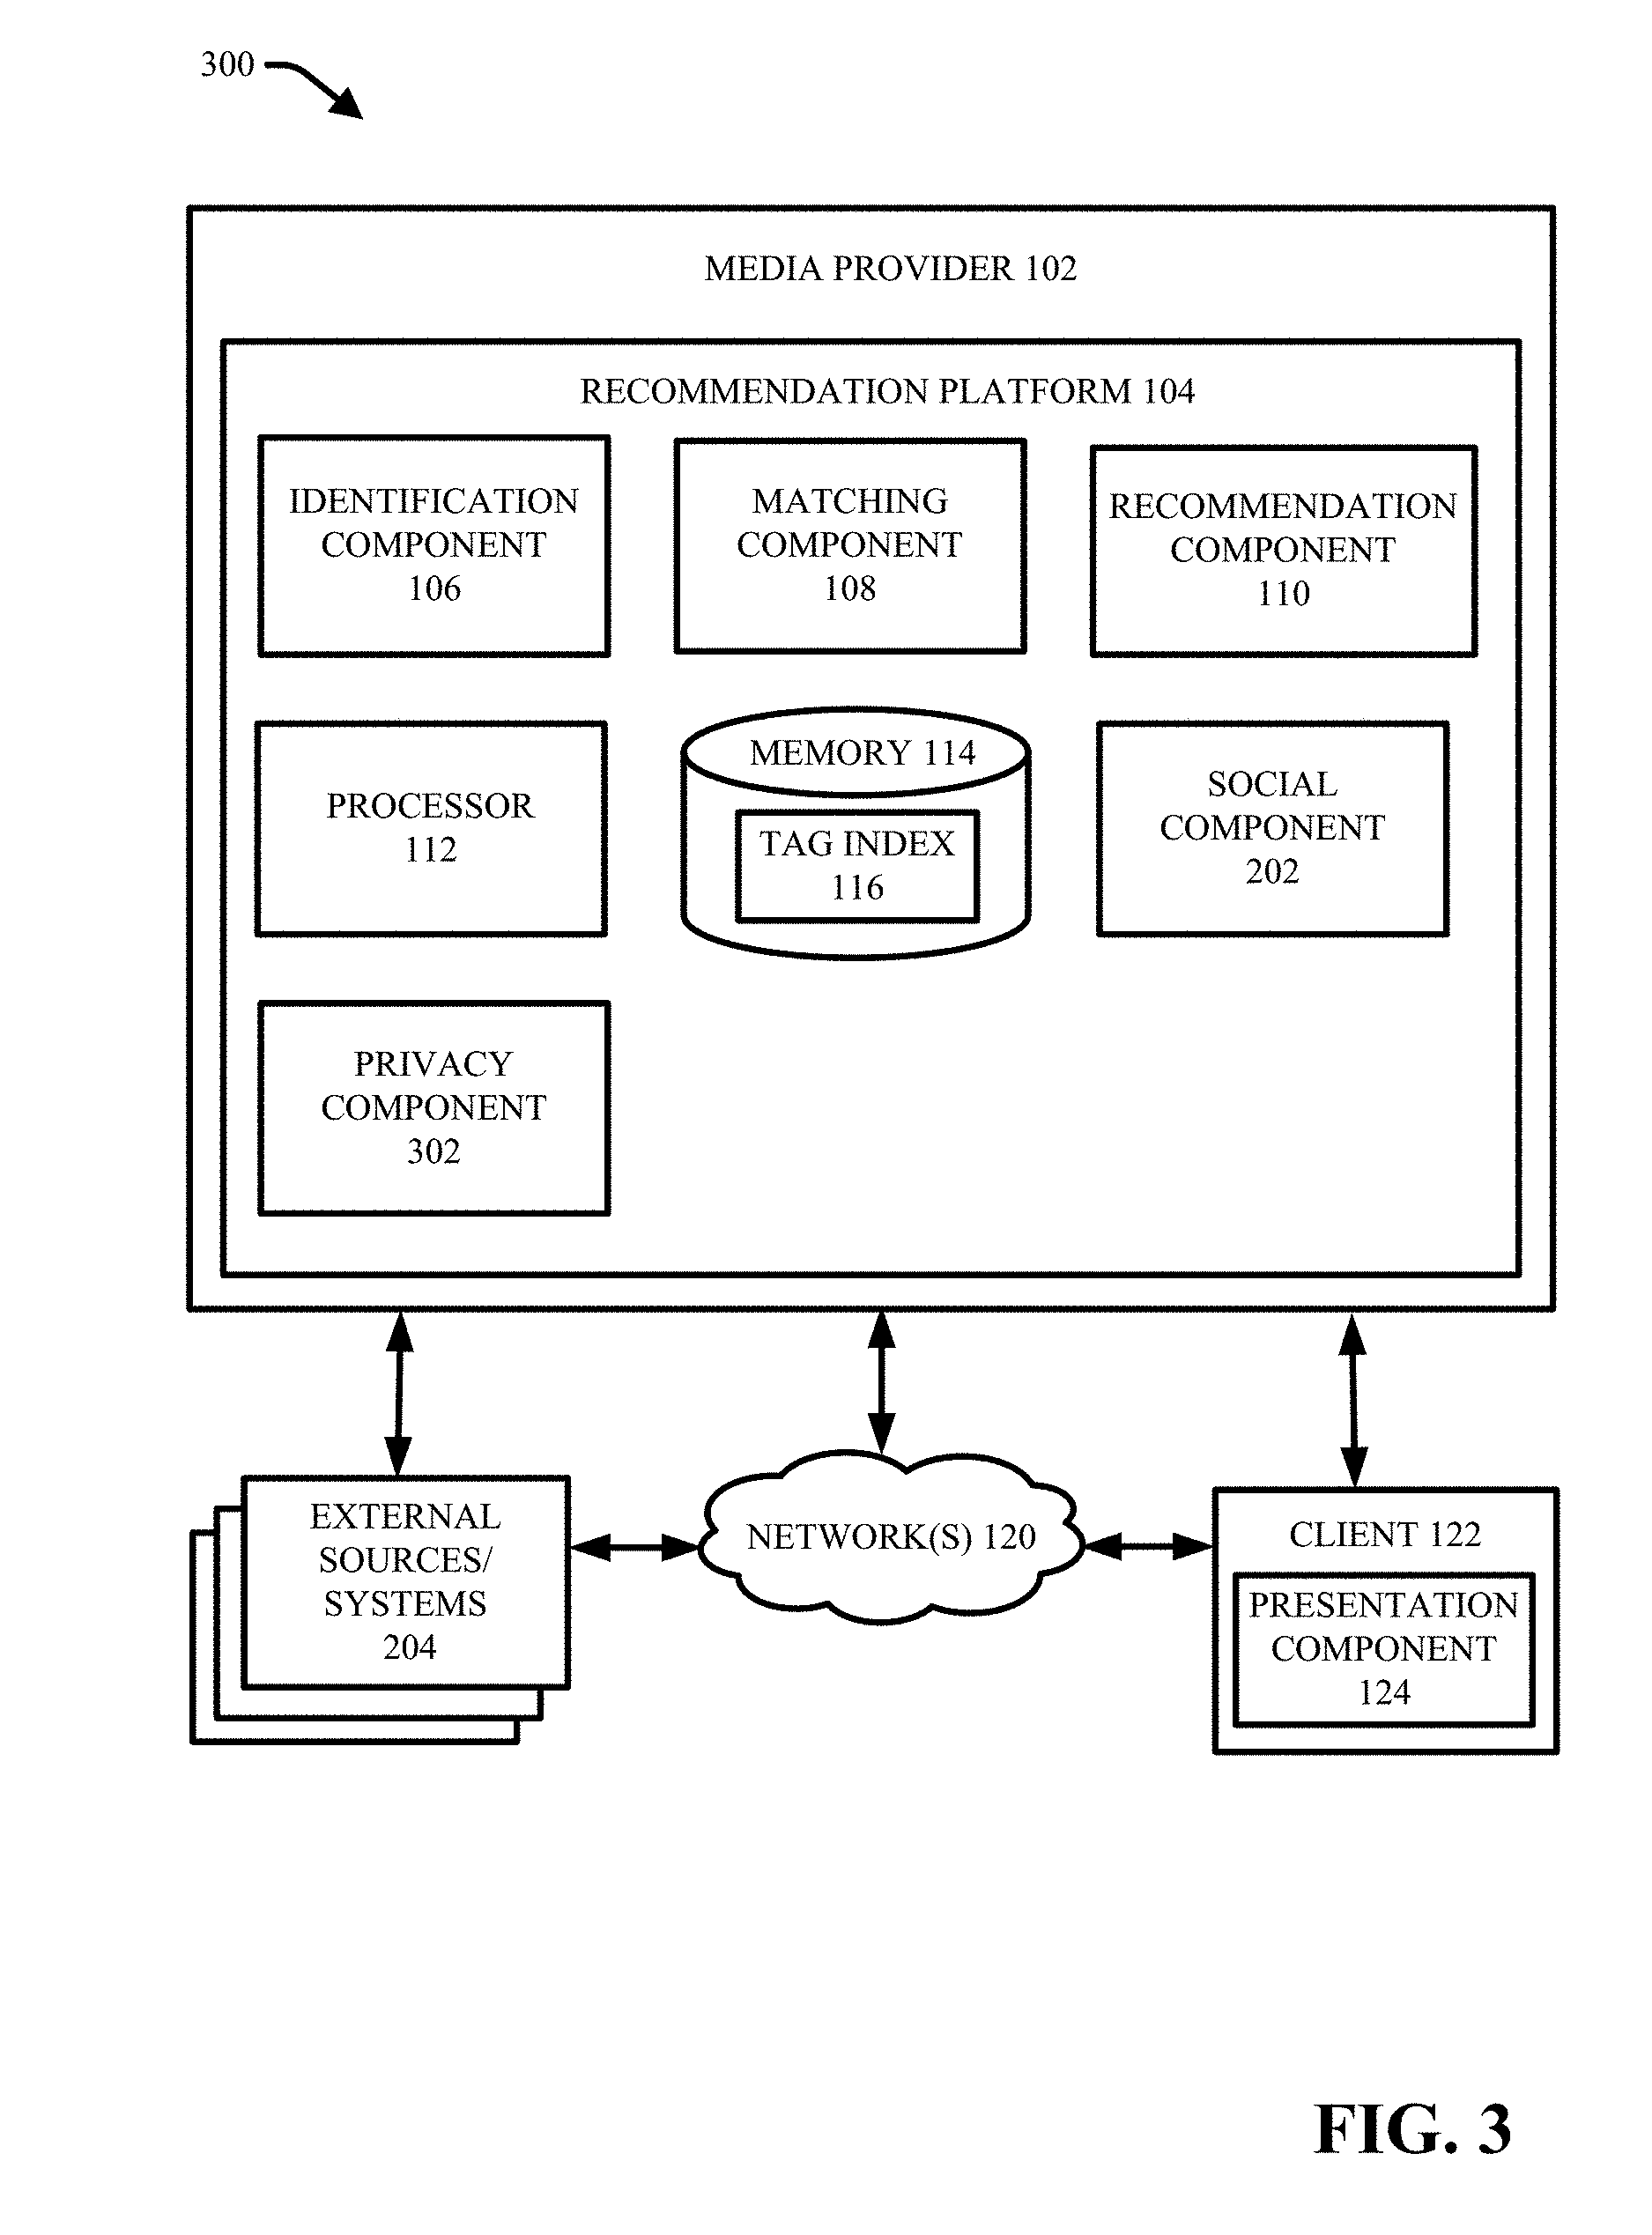 300
MEDIA PROVIDER 102
RECOMMENDATION PLATFORM 104
IDENTIFICATION
COMPONENT
106
MATCHING
COMPONENT
108
RECOMMENDATION
COMPONENT
110
PROCESSOR
112
MEMORY 114
TAG INDEX
116
SOCIAL
COMPONENT
202
PRIVACY
COMPONENT
302
EXTERNAL
SOURCES/
SYSTEMS
204
NETWORK(S) 120
CLIENT 122
PRESENTATION
COMPONENT
124
FIG. 3